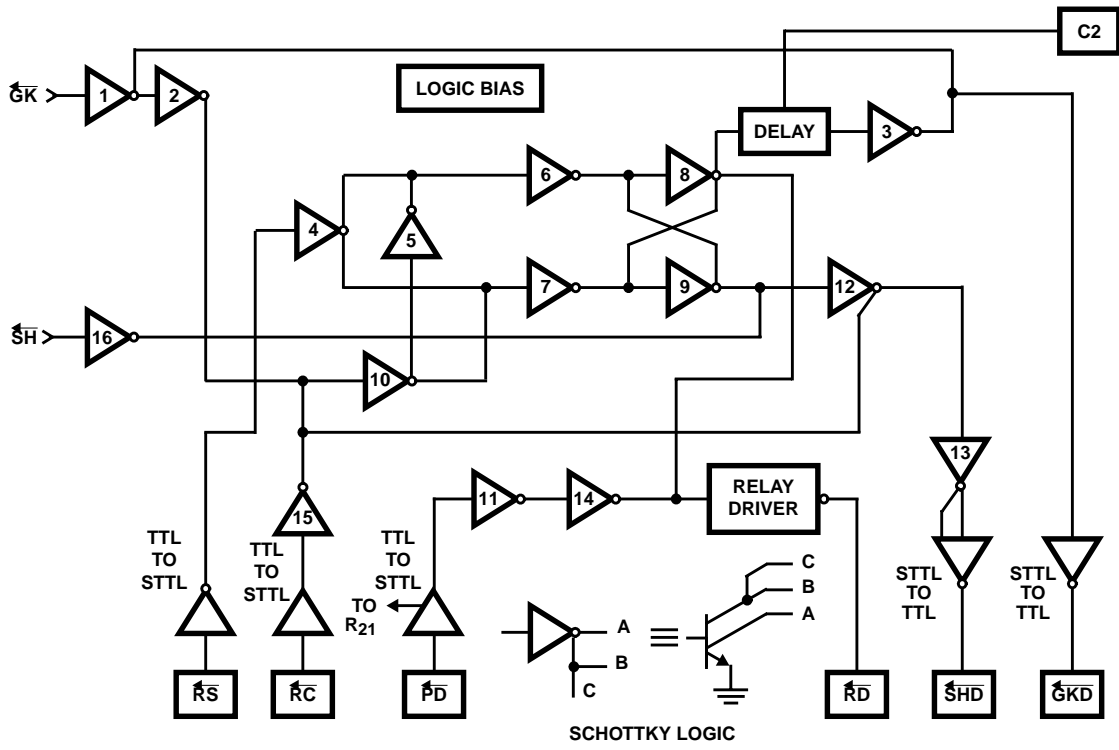 C2
GK
1
2
LOGIC BIAS
DELAY
3
6
8
4
5
7
9
12
SH
16
10
13
11
14
RELAY
DRIVER
15
TTL
TO
STTL
TTL
TO
STTL
TTL
TO
STTL
TO
R21
A
B
C
C
B
A
STTL
TO
TTL
STTL
TO
TTL
RS
RC
PD
RD
SHD
GKD
SCHOTTKY LOGIC